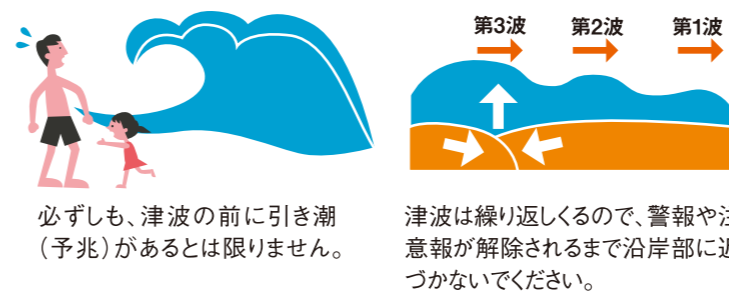 第3波 第2波 第1波
必ずしも、津波の前に引き潮
（予兆）があるとは限りません。
津波は繰り返しくるので、警報や注
意報が解除されるまで沿岸部に近
づかないでください。